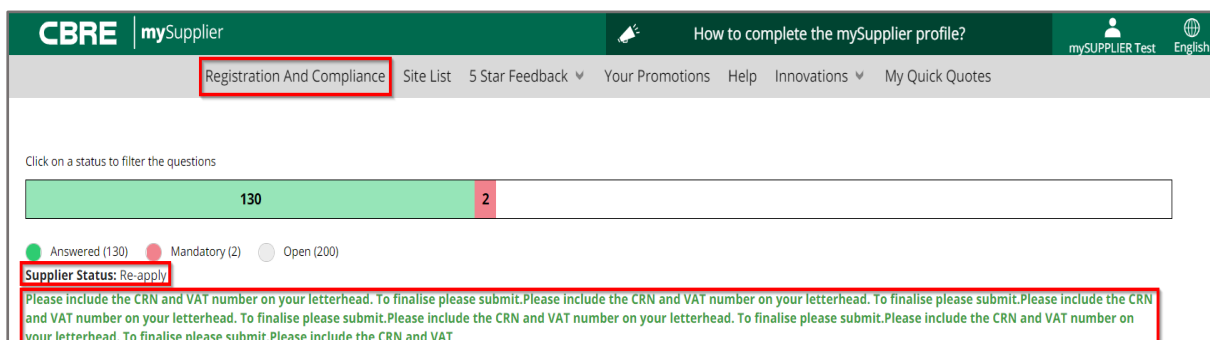 CBRE mySupplier
How to complete the mySupplier profile?
mySUPPLIER Test
English
Registration And Compliance Site List 5 Star Feedback Your Promotions Help Innovations My Quick Quotes
Click on a status to filter the questions
130 2
Answered (130) Mandatory (2) Open (200)
Supplier Status: Re-apply
Please include the CRN and VAT number on your letterhead. To finalise please submit.Please include the CRN and VAT number on your letterhead. To finalise please submit.Please include the CRN
and VAT number on your letterhead. To finalise please submit.Please include the CRN and VAT number on your letterhead. To finalise please submit.Please include the CRN and VAT number on
your letterhead. To finalise please submit.Please include the CRN and VAT